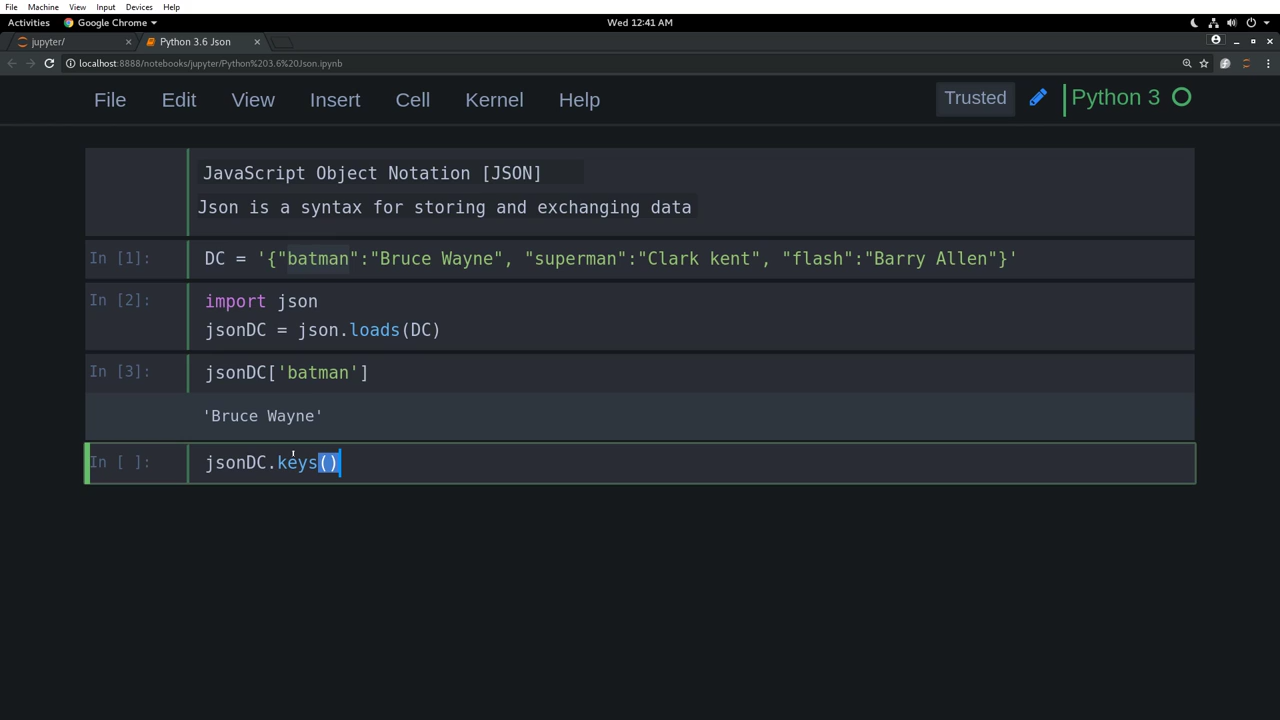 File Machine View Input Devices Help
Activities Google Chrome Wed 12:41 AM
jupyter/ Python 3.6 Json
localhost:8888/notebooks/jupyter/Python%203.6%20Json.ipynb
File Edit View Insert Cell Kernel Help Trusted Python 3
JavaScript Object Notation [JSON]
Json is a syntax for storing and exchanging data
In [1]: DC = '{"batman":"Bruce Wayne", "superman":"Clark kent", "flash":"Barry Allen"}'
In [2]: import json
jsonDC = json.loads(DC)
In [3]: jsonDC['batman']
'Bruce Wayne'
In [ ]: jsonDC.keys()